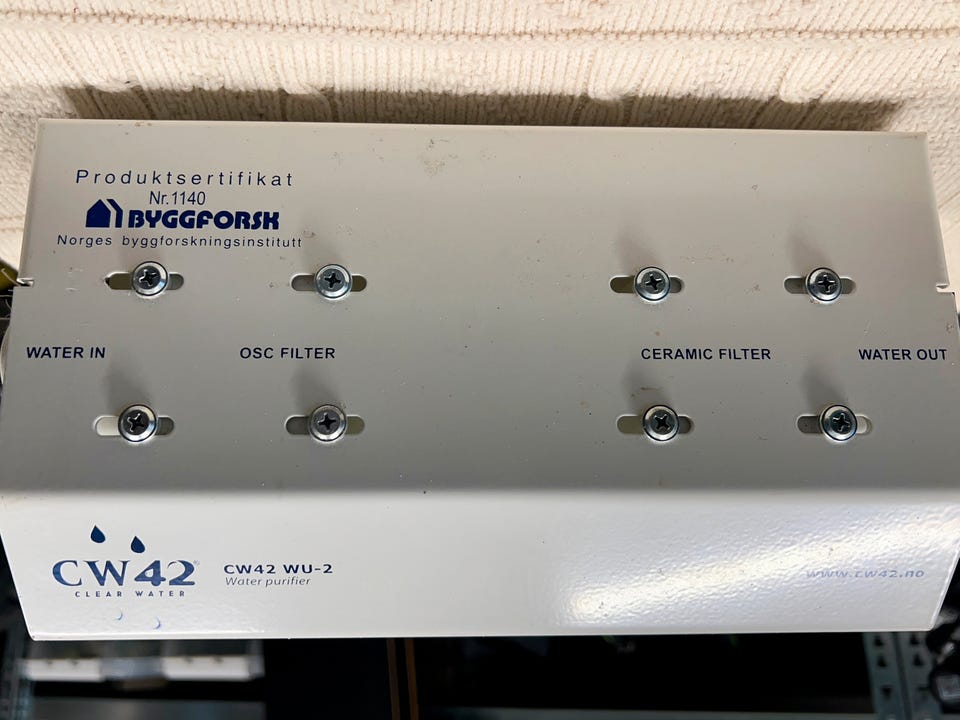 Produktsertifikat
Nr.1140
BYGGFORSK
Norges byggforskningsinstitutt
WATER IN
OSC FILTER
CERAMIC FILTER
WATER OUT
CW42
CLEAR WATER
CW42 WU-2
Water purifier
www.cw42.no